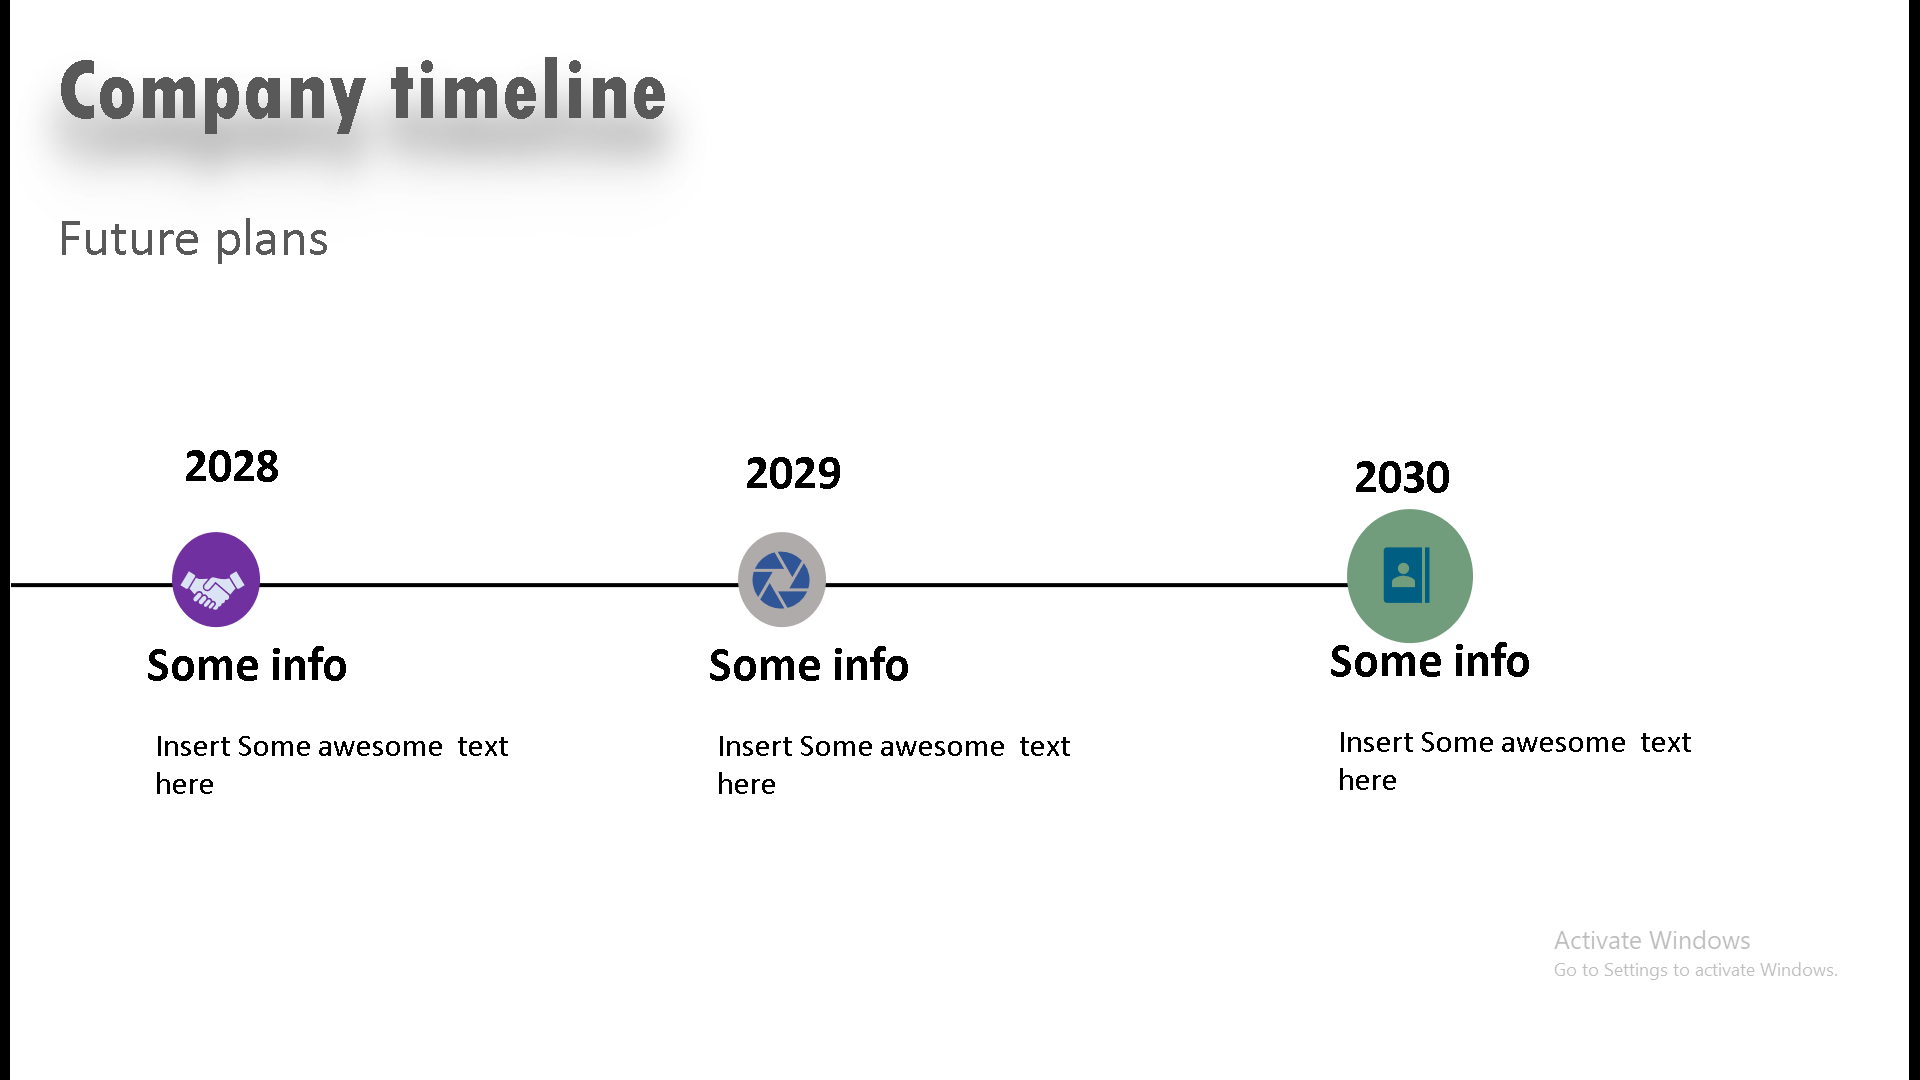 Company timeline
Future plans
2028
2029
2030
Some info
Some info
Some info
Insert Some awesome  text
here
Insert Some awesome  text
here
Insert Some awesome  text
here
Activate Windows
Go to Settings to activate Windows.